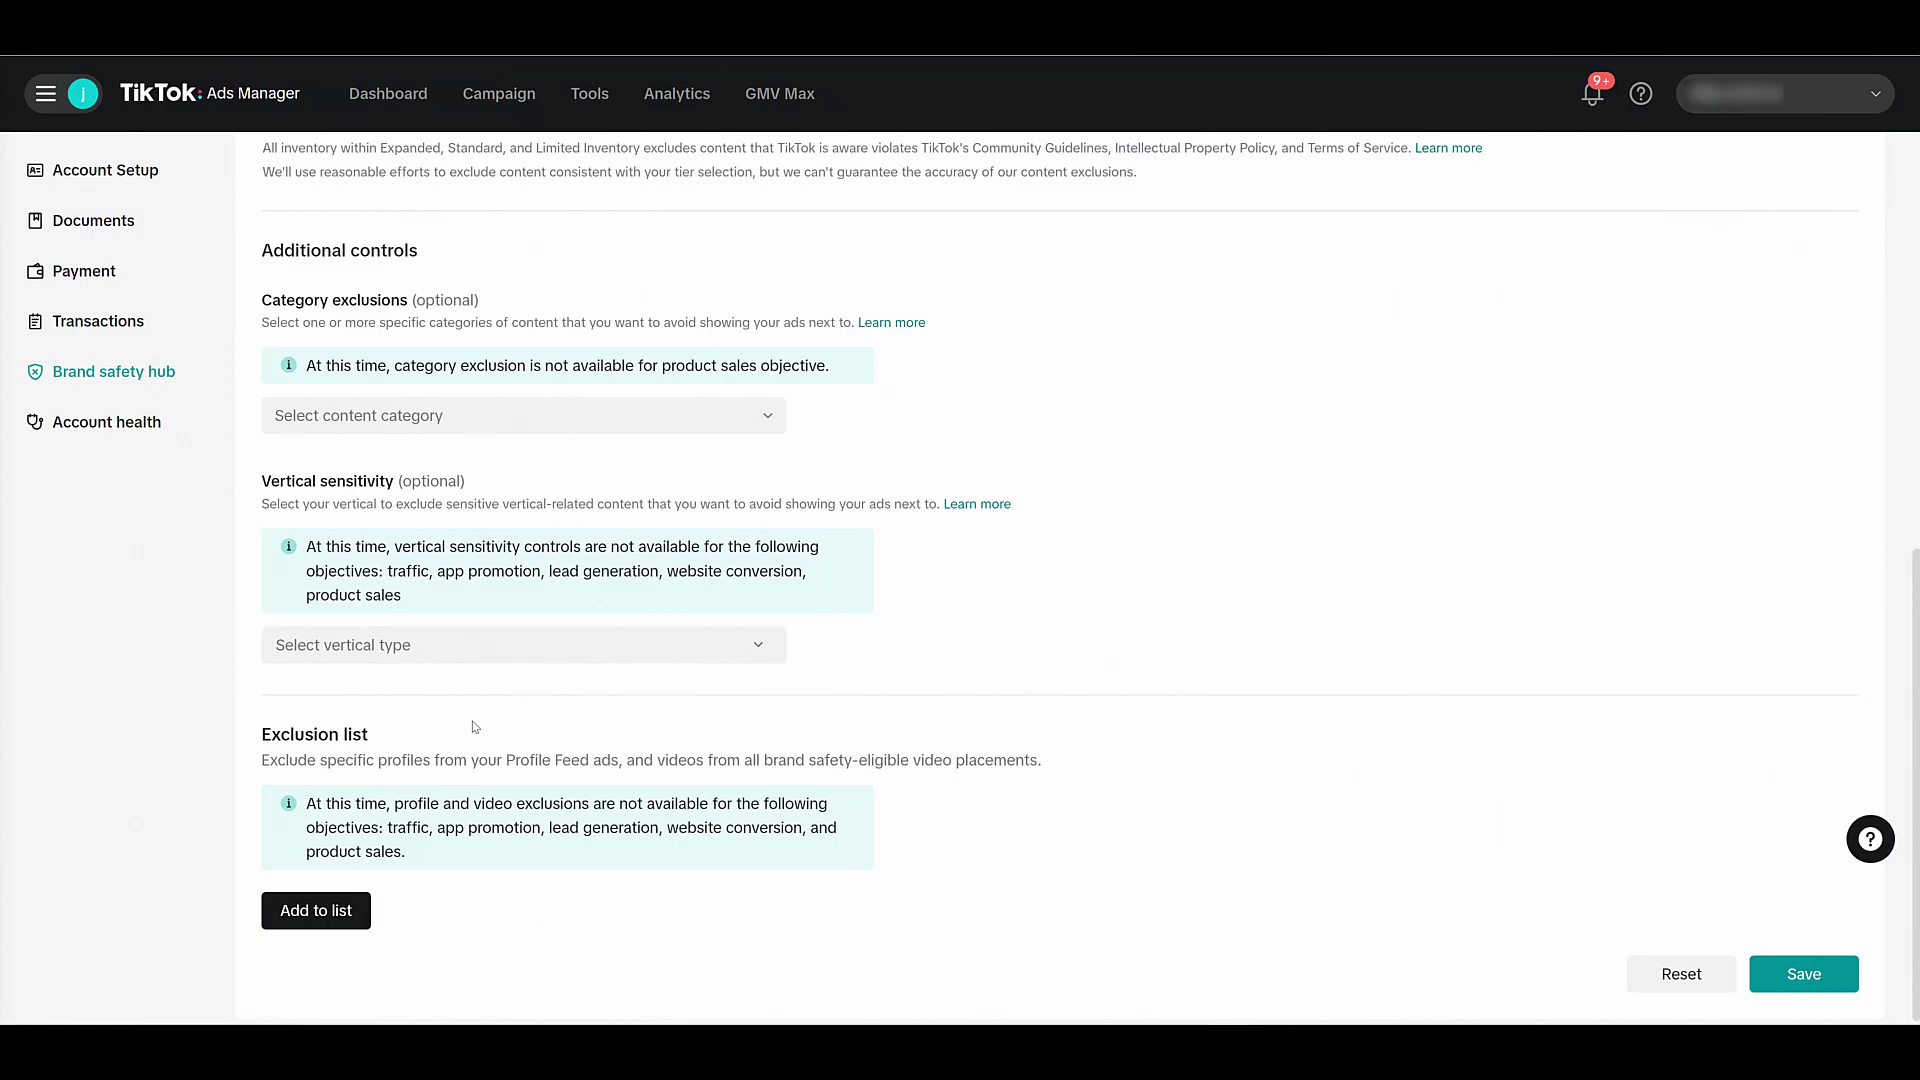 j
TikTok: Ads Manager
Dashboard
Campaign
Tools
Analytics
GMV Max
9+
Account Setup
Documents
Payment
Transactions
Brand safety hub
Account health
All inventory within Expanded, Standard, and Limited Inventory excludes content that TikTok is aware violates TikTok's Community Guidelines, Intellectual Property Policy, and Terms of Service. Learn more
We'll use reasonable efforts to exclude content consistent with your tier selection, but we can't guarantee the accuracy of our content exclusions.
Additional controls
Category exclusions (optional)
Select one or more specific categories of content that you want to avoid showing your ads next to. Learn more
At this time, category exclusion is not available for product sales objective.
Select content category
Vertical sensitivity (optional)
Select your vertical to exclude sensitive vertical-related content that you want to avoid showing your ads next to. Learn more
At this time, vertical sensitivity controls are not available for the following
objectives: traffic, app promotion, lead generation, website conversion,
product sales
Select vertical type
Exclusion list
Exclude specific profiles from your Profile Feed ads, and videos from all brand safety-eligible video placements.
At this time, profile and video exclusions are not available for the following
objectives: traffic, app promotion, lead generation, website conversion, and
product sales.
Add to list
Reset
Save